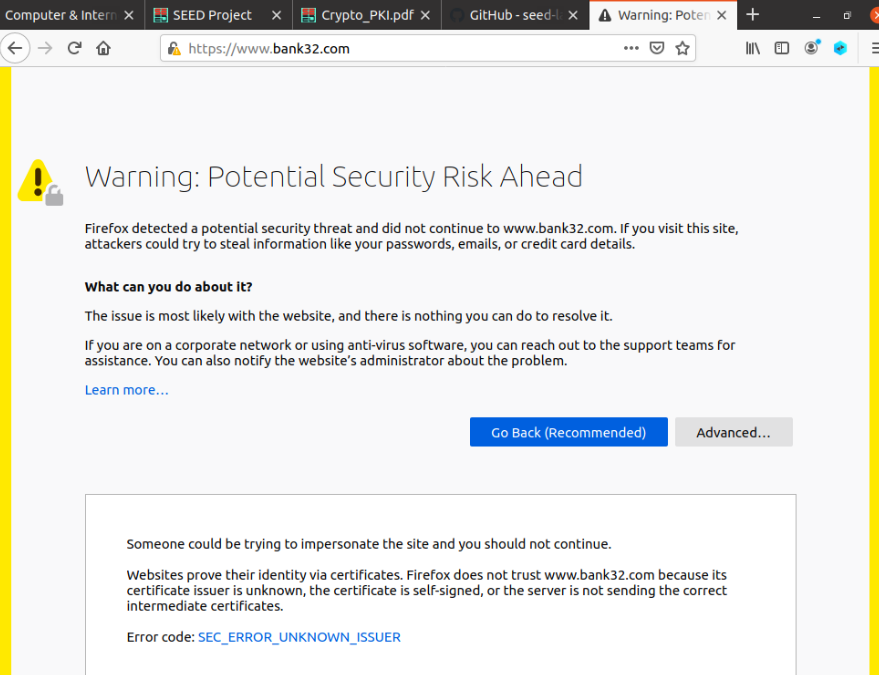 Computer & Intern
SEED Project
Crypto_PKI.pdf
GitHub - seed-l
Warning: Poten
https://www.bank32.com
Warning: Potential Security Risk Ahead
Firefox detected a potential security threat and did not continue to www.bank32.com. If you visit this site,
attackers could try to steal information like your passwords, emails, or credit card details.
What can you do about it?
The issue is most likely with the website, and there is nothing you can do to resolve it.
If you are on a corporate network or using anti-virus software, you can reach out to the support teams for
assistance. You can also notify the website’s administrator about the problem.
Learn more…
Go Back (Recommended)
Advanced…
Someone could be trying to impersonate the site and you should not continue.
Websites prove their identity via certificates. Firefox does not trust www.bank32.com because its
certificate issuer is unknown, the certificate is self-signed, or the server is not sending the correct
intermediate certificates.
Error code: SEC_ERROR_UNKNOWN_ISSUER